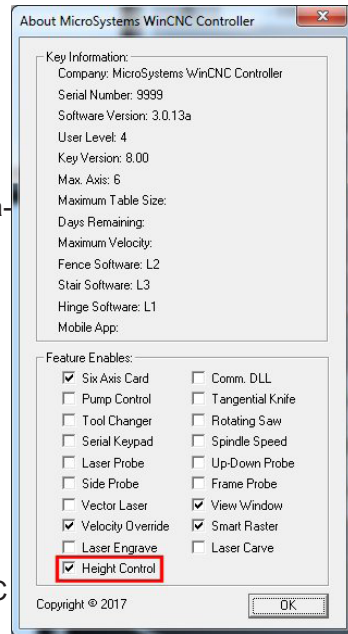 About MicroSystems WinCNC Controller
Key Information:
Company: MicroSystems WinCNC Controller
Serial Number: 9999
Software Version: 3.0.13a
User Level: 4
Key Version: 8.00
Max. Axis: 6
Maximum Table Size:
Days Remaining:
Maximum Velocity:
Fence Software: L2
Stair Software: L3
Hinge Software: L1
Mobile App:
Feature Enables:
Six Axis Card
Comm. DLL
Pump Control
Tangential Knife
Tool Changer
Rotating Saw
Serial Keypad
Spindle Speed
Laser Probe
Up-Down Probe
Side Probe
Frame Probe
Vector Laser
View Window
Velocity Override
Smart Raster
Laser Engrave
Laser Carve
Height Control
Copyright © 2017
OK